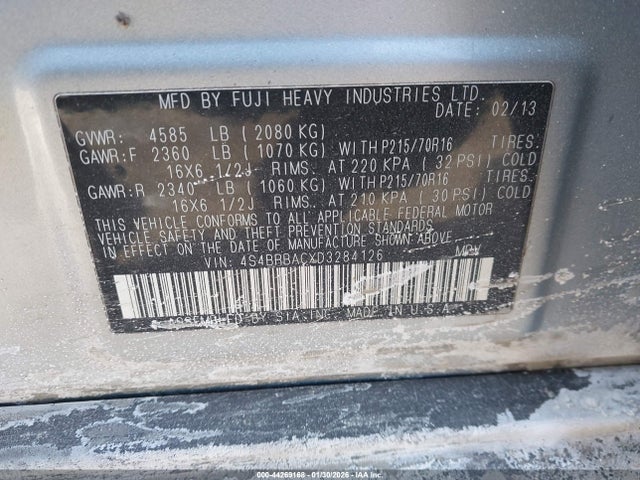 MFD BY FUJI HEAVY INDUSTRIES LTD.
DATE: 02/13
GVWR: 4585 LB (2080 KG)
GAWR:F 2360 LB (1070 KG) WITH P215/70R16 TIRES.
16X6 1/2J RIMS. AT 220 KPA (32 PSI) COLD
GAWR:R 2340 LB (1060 KG) WITH P215/70R16 TIRES.
16X6 1/2J RIMS. AT 210 KPA (30 PSI) COLD
THIS VEHICLE CONFORMS TO ALL APPLICABLE FEDERAL MOTOR
VEHICLE SAFETY AND THEFT PREVENTION STANDARDS
IN EFFECT ON THE DATE OF MANUFACTURE SHOWN ABOVE.
VIN: 4S4BRBACXD3284126 MPV
ASSEMBLED BY SIA, INC. MADE IN U.S.A.
000-44269168 - 01/30/2026 - COPYRIGHT IAA, LLC.